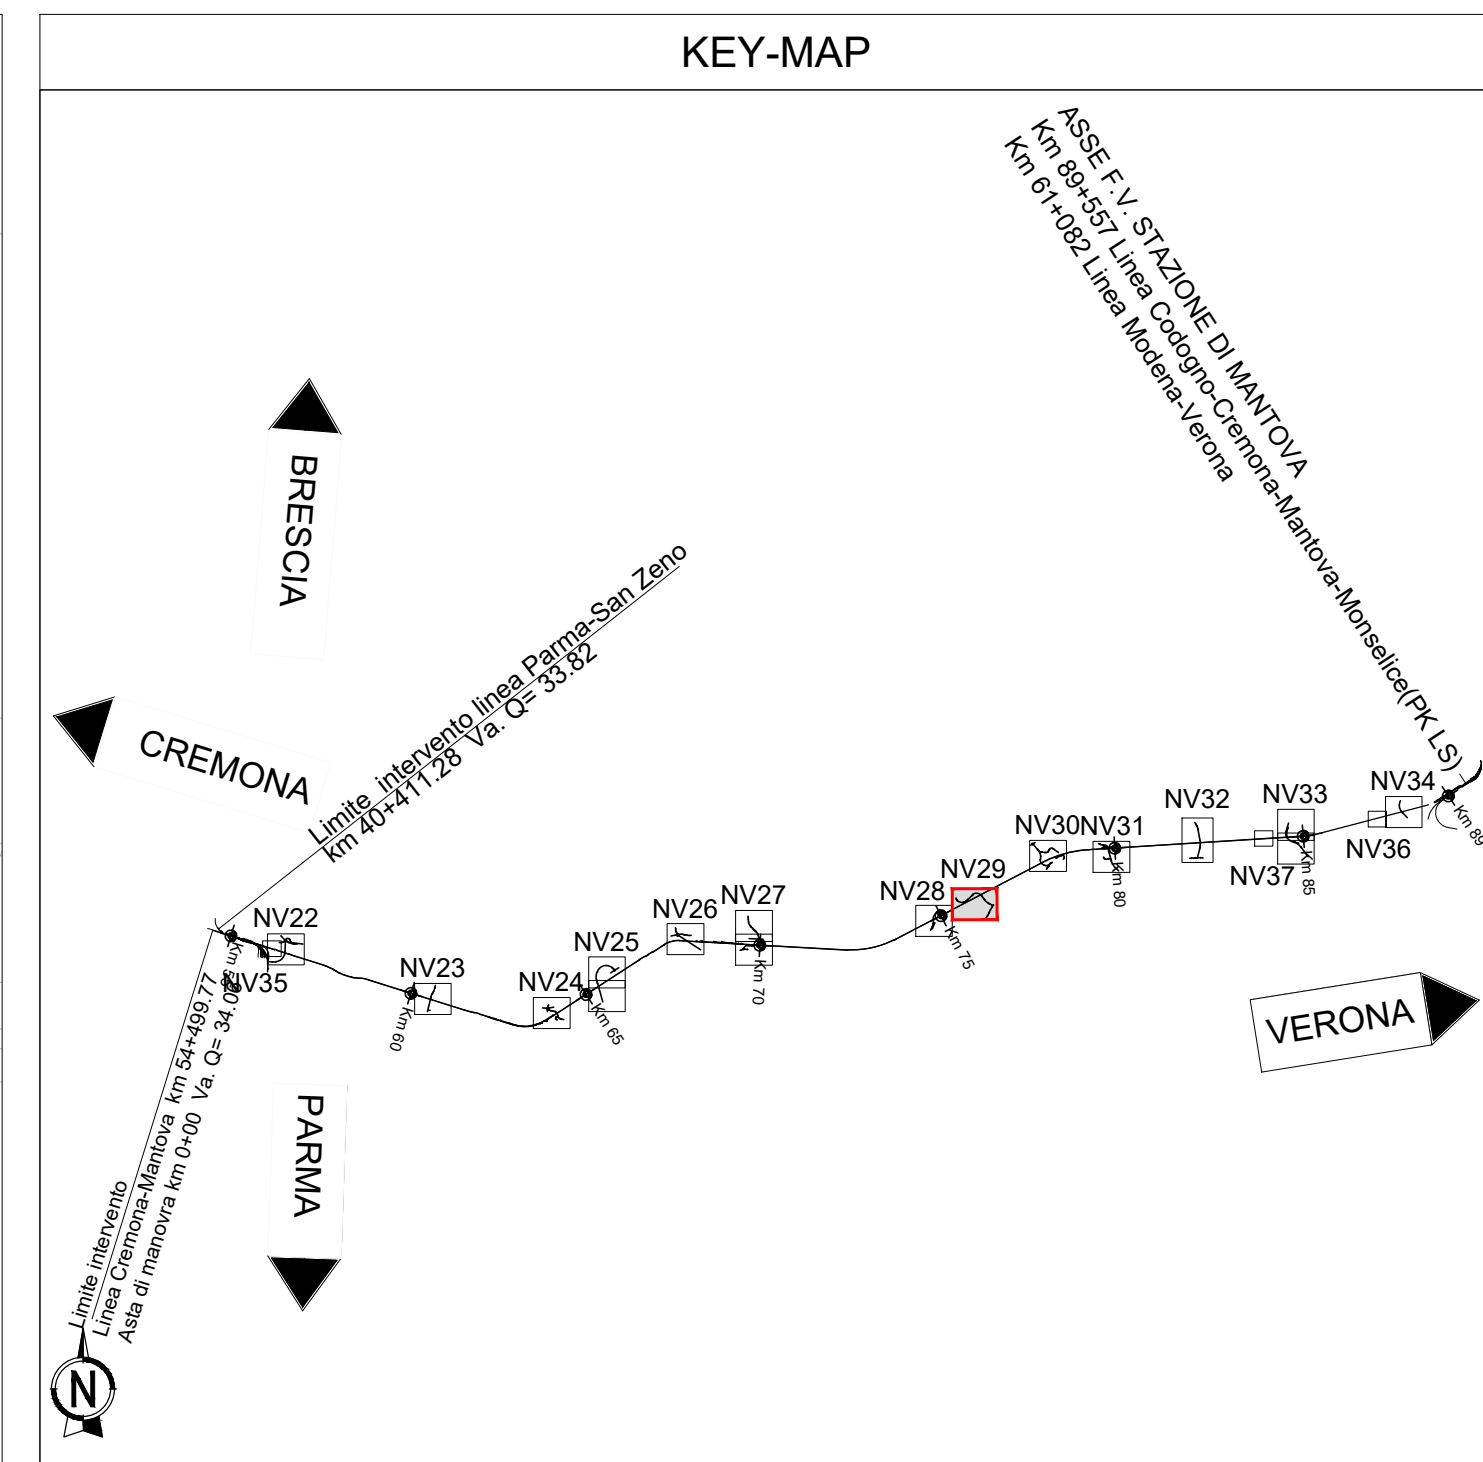 KEY-MAP
ASSE F.V. STAZIONE DI MANTOVA
Km 89+557 Linea Codogno-Cremona-Mantova-Monselice(PK LS)
Km 61+082 Linea Modena-Verona
BRESCIA
CREMONA
Limite intervento linea Parma-San Zeno
km 40+411.28 Va. Q= 33.82
NV34
NV33
NV32
NV30
NV31
NV36
NV37
Km 89
Km 85
Km 80
NV29
NV28
Km 75
NV27
NV26
Km 70
NV25
NV24
Km 65
NV23
Km 60
NV22
NV35
VERONA
PARMA
Limite intervento
Linea Cremona-Mantova km 54+499.77
Asta di manovra km 0+00 Va. Q=
N